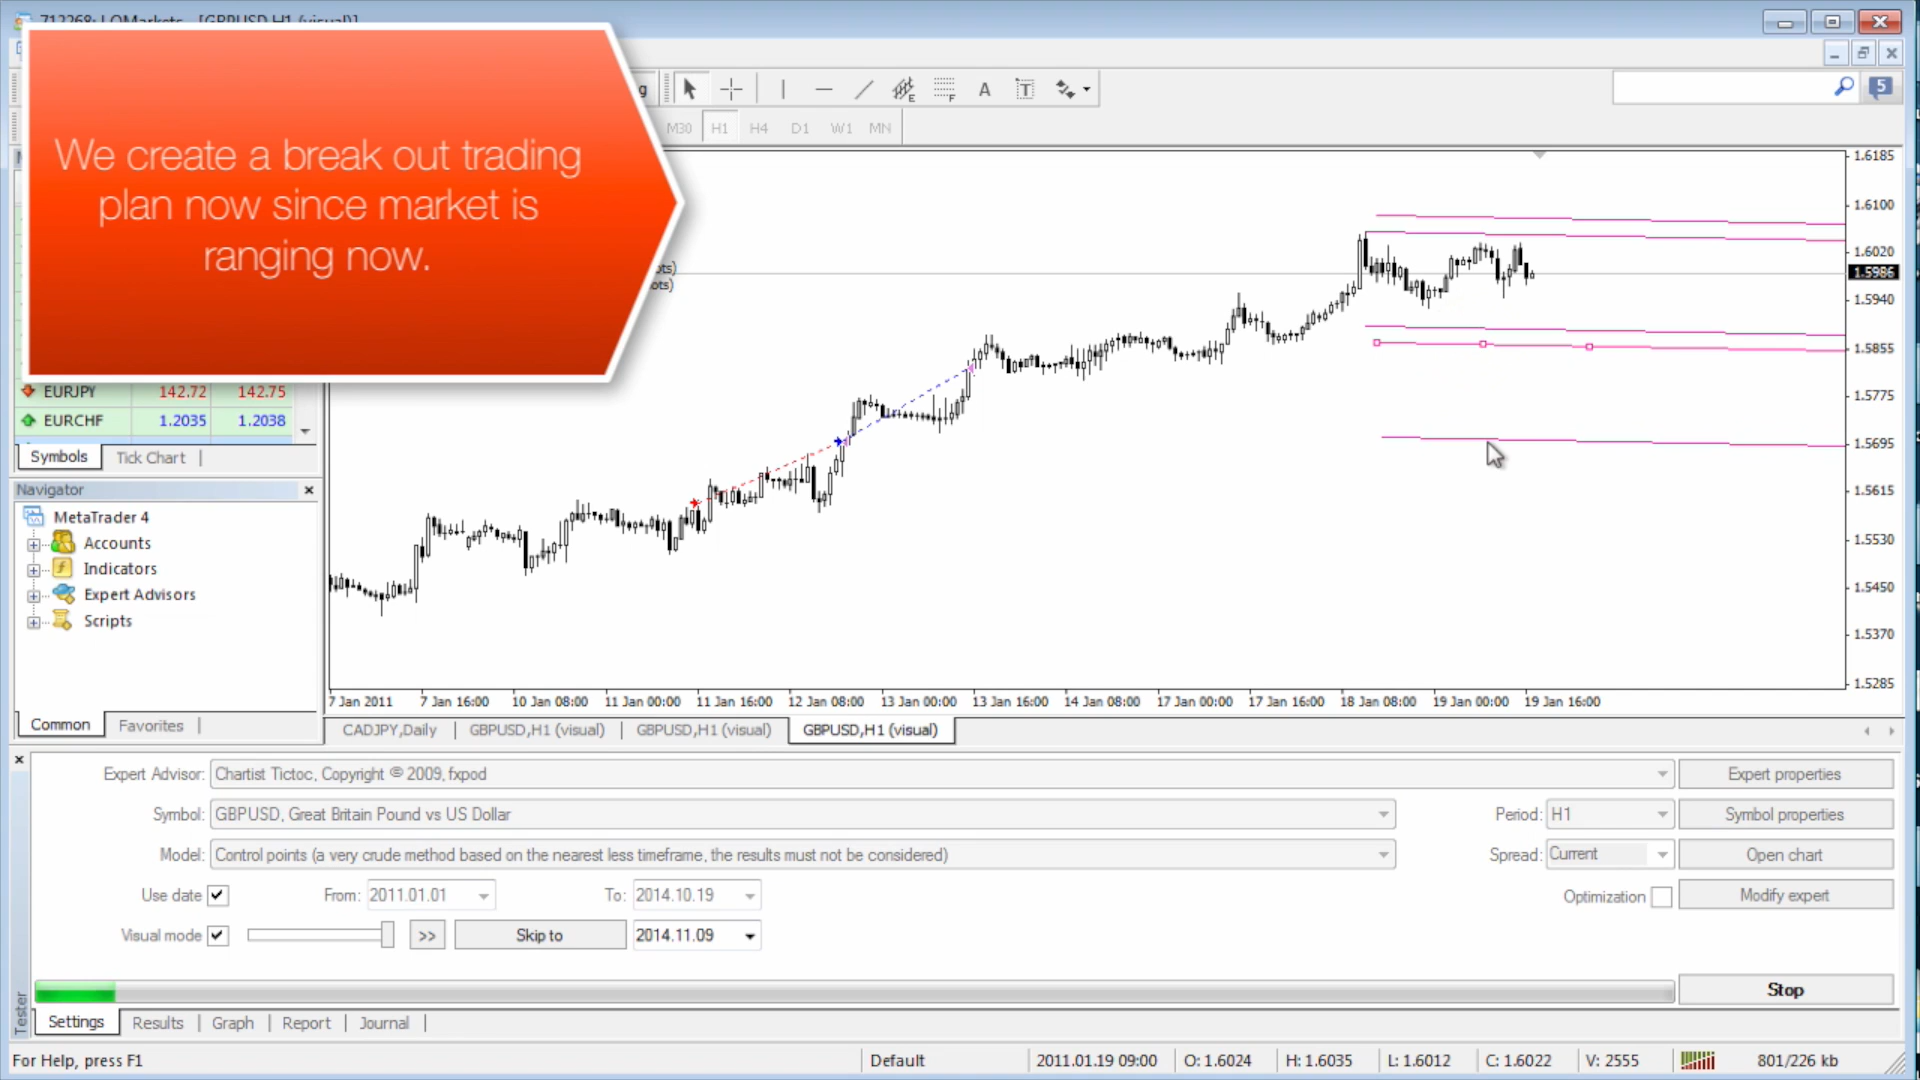 712268: LQMarkets - [GBPUSD,H1 (visual)]
We create a break out trading
plan now since market is
ranging now.
A
T
E
F
5
M30
H1
H4
D1
W1
MN
1.6185
1.6100
1.6020
1.5986
1.5940
1.5855
1.5775
1.5695
1.5615
1.5530
1.5450
1.5370
1.5285
EURJPY 142.72 142.75
EURCHF 1.2035 1.2038
Symbols
Tick Chart
Navigator
MetaTrader 4
Accounts
Indicators
Expert Advisors
Scripts
Common
Favorites
7 Jan 2011
7 Jan 16:00
10 Jan 08:00
11 Jan 00:00
11 Jan 16:00
12 Jan 08:00
13 Jan 00:00
13 Jan 16:00
14 Jan 08:00
17 Jan 00:00
17 Jan 16:00
18 Jan 08:00
19 Jan 00:00
19 Jan 16:00
CADJPY,Daily
GBPUSD,H1 (visual)
GBPUSD,H1 (visual)
GBPUSD,H1 (visual)
Expert Advisor: Chartist Tictoc, Copyright © 2009, fxpod
Expert properties
Symbol: GBPUSD, Great Britain Pound vs US Dollar
Period: H1
Symbol properties
Model: Control points (a very crude method based on the nearest less timeframe, the results must not be considered)
Spread: Current
Open chart
Use date
From: 2011.01.01
To: 2014.10.19
Optimization
Modify expert
Visual mode
>>
Skip to
2014.11.09
Stop
Tester
Settings
Results
Graph
Report
Journal
For Help, press F1
Default
2011.01.19 09:00
O: 1.6024
H: 1.6035
L: 1.6012
C: 1.6022
V: 2555
801/226 kb